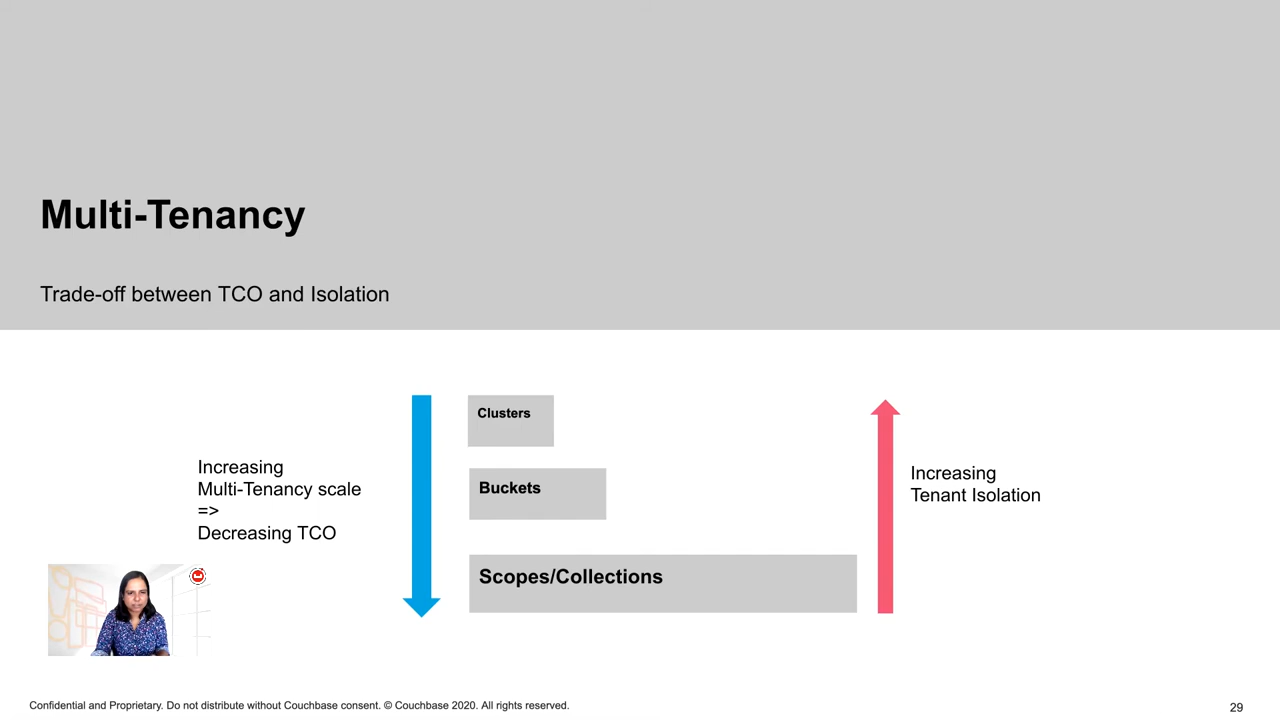 Multi-Tenancy
Trade-off between TCO and Isolation
Clusters
Buckets
Scopes/Collections
Increasing
Multi-Tenancy scale
=>
Decreasing TCO
Increasing
Tenant Isolation
Confidential and Proprietary. Do not distribute without Couchbase consent. © Couchbase 2020. All rights reserved.
29